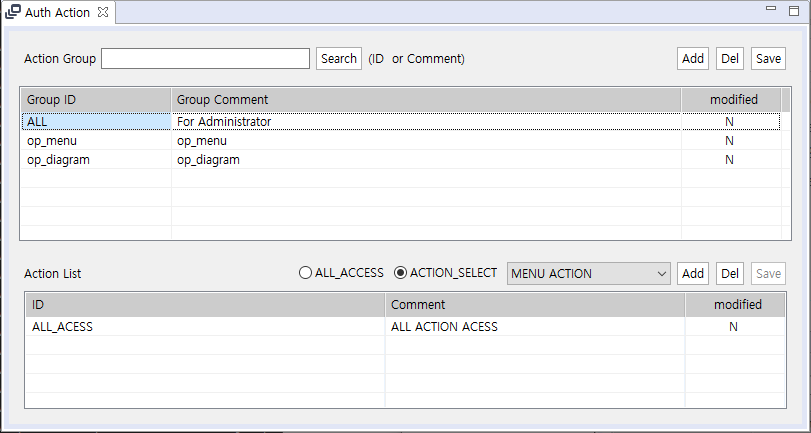 Auth Action
Action Group Search (ID or Comment) Add Del Save
Group ID Group Comment modified
ALL For Administrator N
op_menu op_menu N
op_diagram op_diagram N
Action List ALL_ACCESS ACTION_SELECT MENU ACTION Add Del Save
ID Comment modified
ALL_ACESS ALL ACTION ACESS N